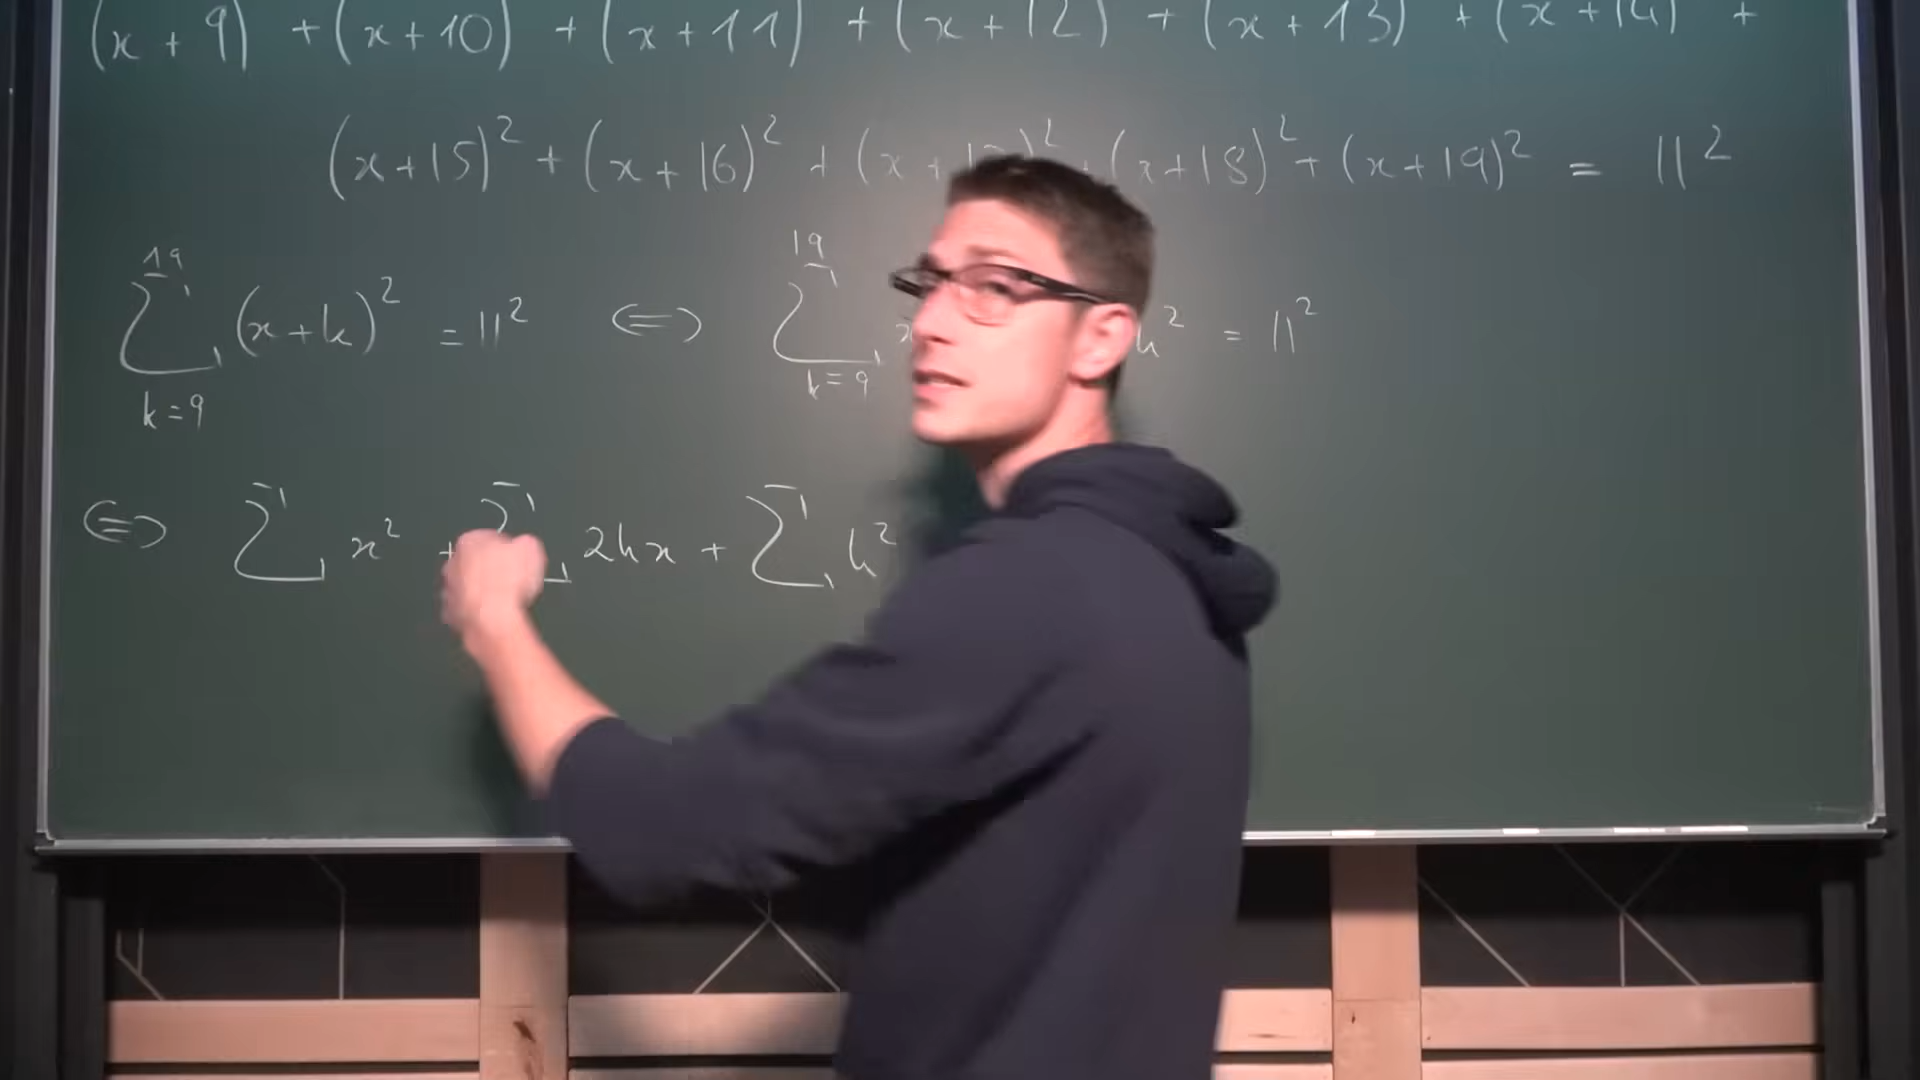 (x + 9) + (x + 10) + (x + 11) + (x + 12) + (x + 13) + (x + 14) +
(x+15)² + (x+16)² + (x + )² + (x+18)² + (x+19)² = 11²
∑_{k=9}^{19} (x+k)² = 11² ⟺ ∑_{k=9}^{19} x k² = 11²
⟺ ∑ x² + ∑ 2kx + ∑ k²